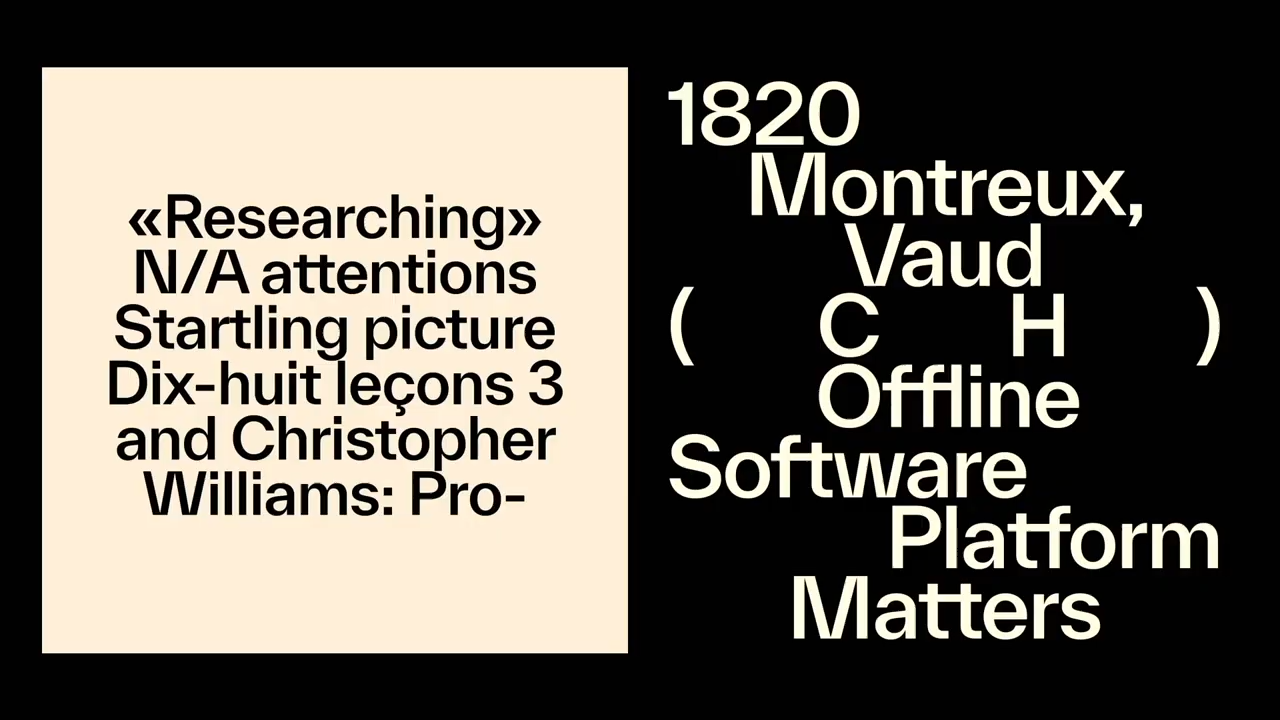 «Researching»
N/A attentions
Startling picture
Dix-huit leçons 3
and Christopher
Williams: Pro-
1820
Montreux,
Vaud
( C H )
Offline
Software
Platform
Matters